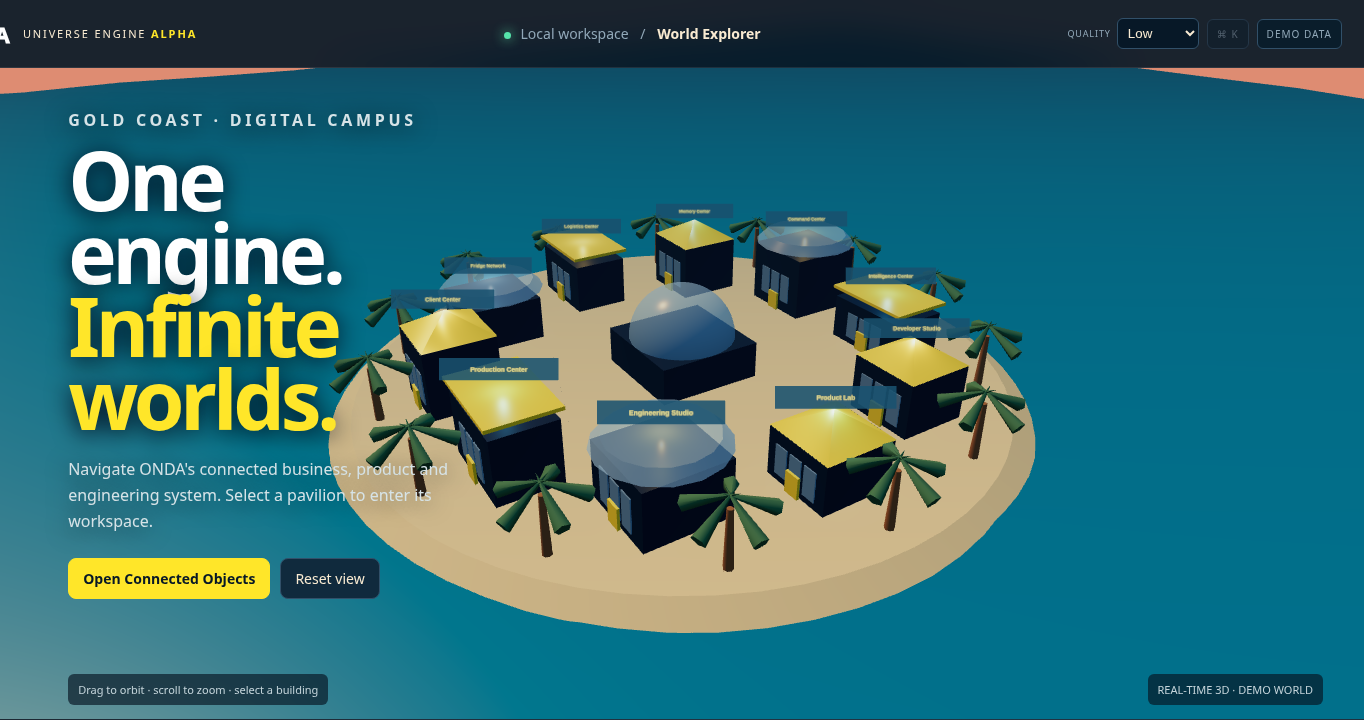 A UNIVERSE ENGINE ALPHA
Local workspace / World Explorer
QUALITY Low ⌘ K DEMO DATA
GOLD COAST · DIGITAL CAMPUS
One
engine.
Infinite
worlds.
Navigate ONDA's connected business, product and
engineering system. Select a pavilion to enter its
workspace.
Open Connected Objects
Reset view
Memory Center
Command Center
Logistics Center
Fridge Network
Intelligence Center
Client Center
Developer Studio
Production Center
Product Lab
Engineering Studio
Drag to orbit · scroll to zoom · select a building
REAL-TIME 3D · DEMO WORLD